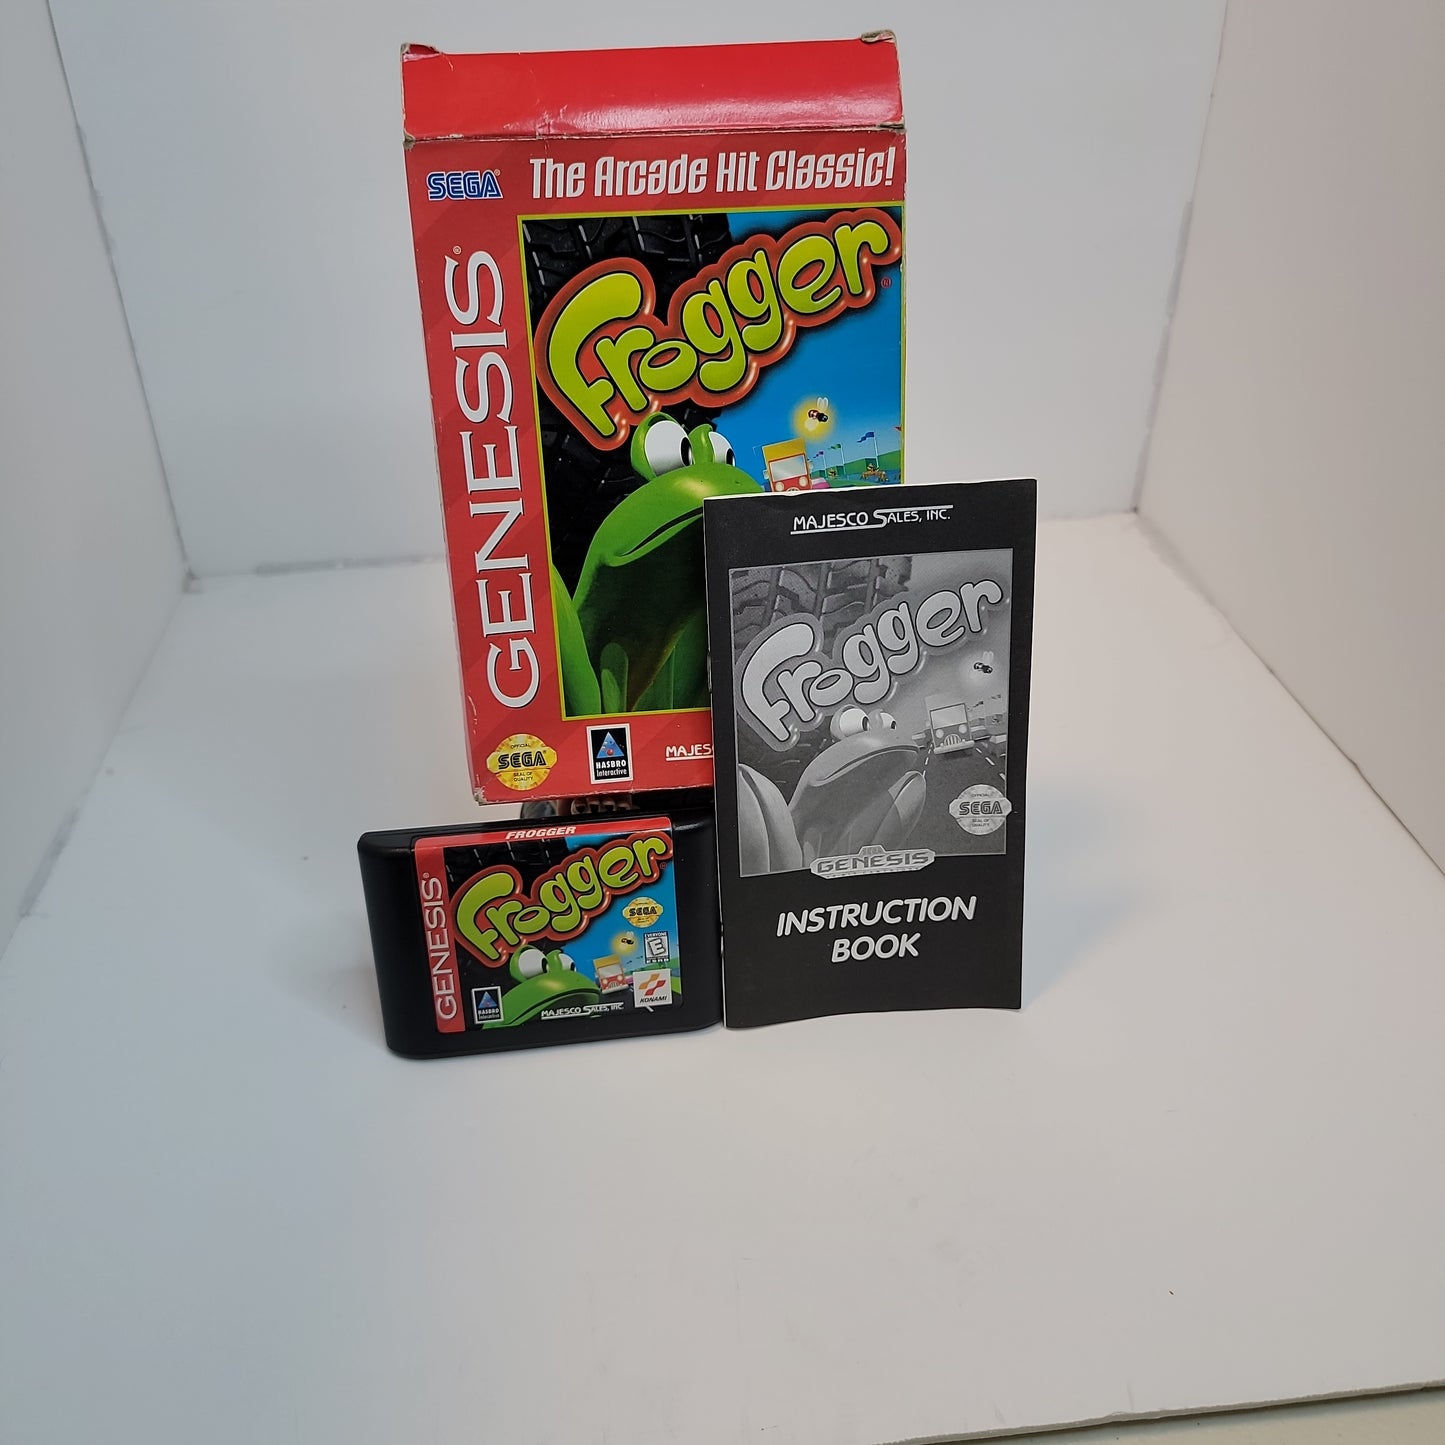 SEGA
The Arcade Hit Classic!
GENESIS
Frogger
OFFICIAL
SEGA
SEAL OF
QUALITY
HASBRO
Interactive
MAJES
MAJESCO SALES, INC.
Frogger
OFFICIAL
SEGA
SEAL OF
QUALITY
SEGA
GENESIS
INSTRUCTION
BOOK
FROGGER
GENESIS
Frogger
SEGA
EVERYONE
E
ESRB
KONAMI
HASBRO
Interactive
MAJESCO SALES, INC.